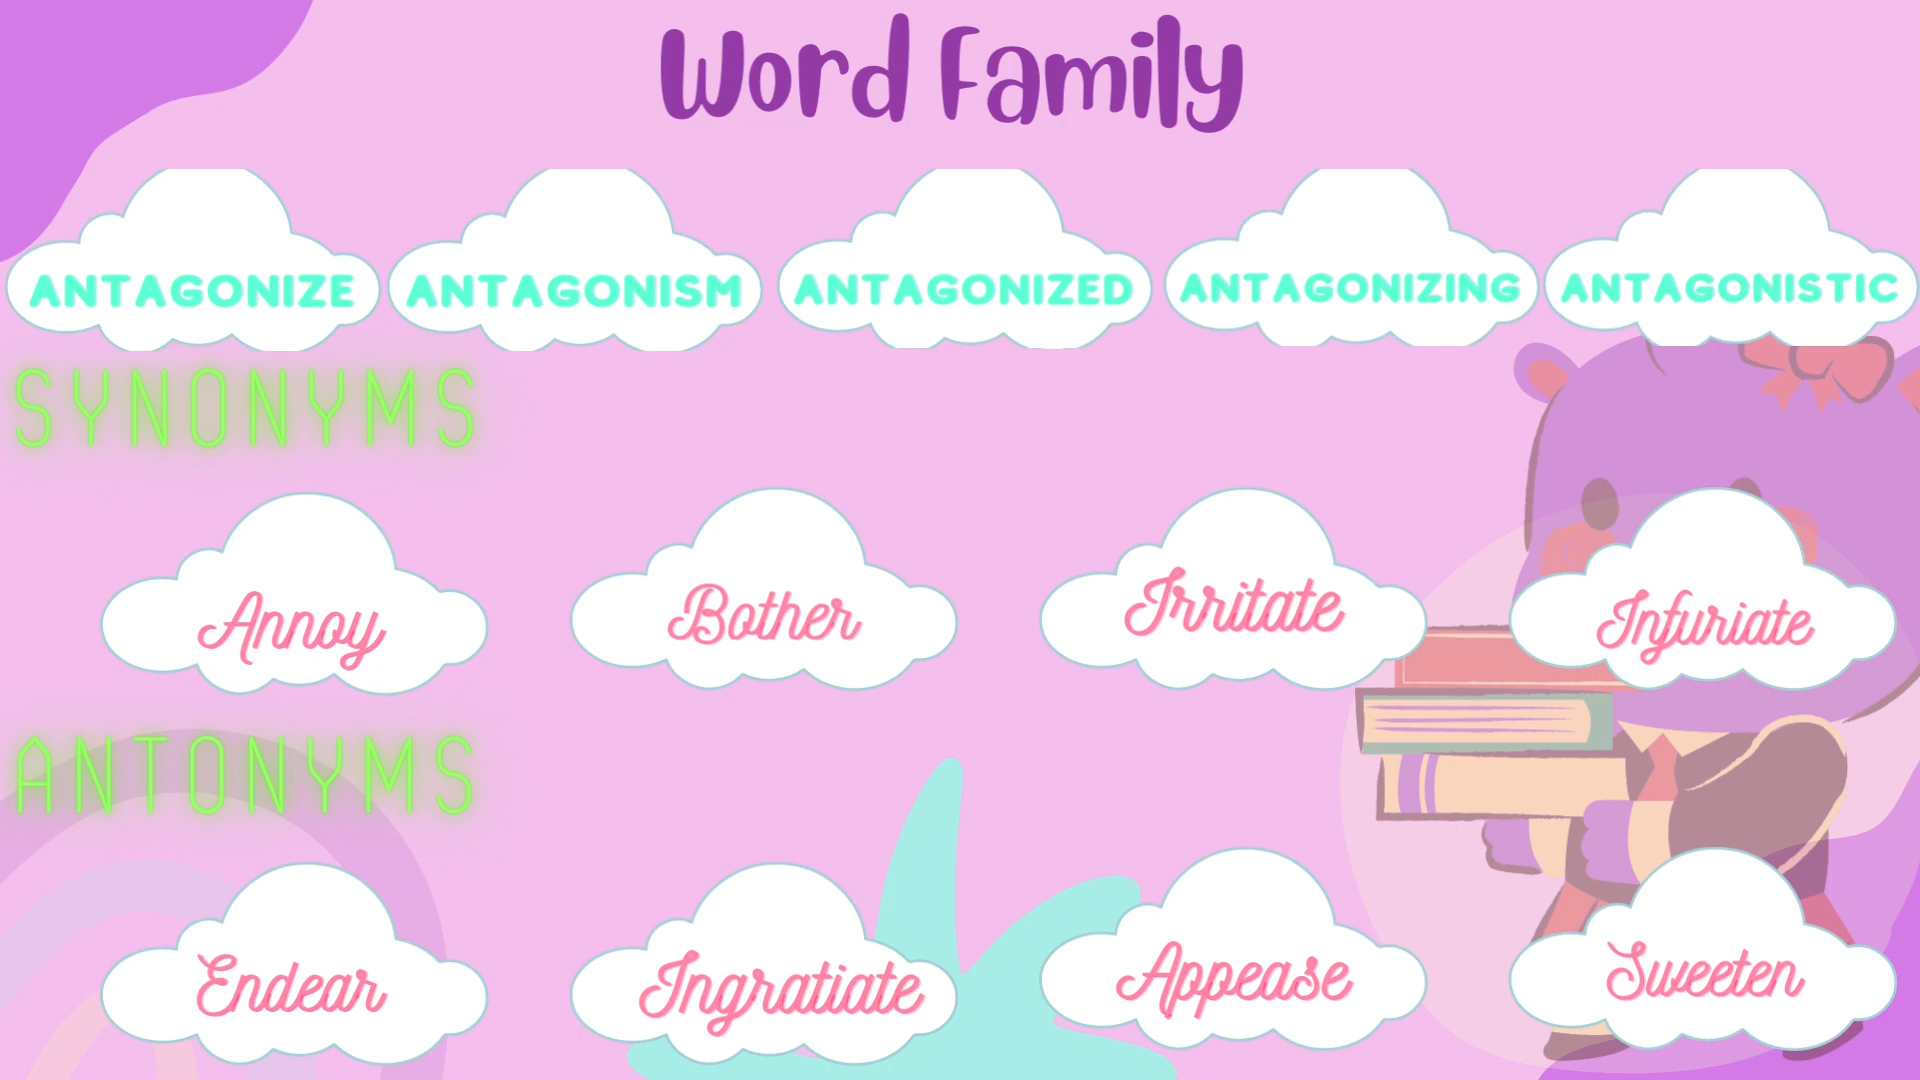 Word Family
ANTAGONIZE ANTAGONISM ANTAGONIZED ANTAGONIZING ANTAGONISTIC
SYNONYMS
Annoy Bother Irritate Infuriate
ANTONYMS
Endear Ingratiate Appease Sweeten